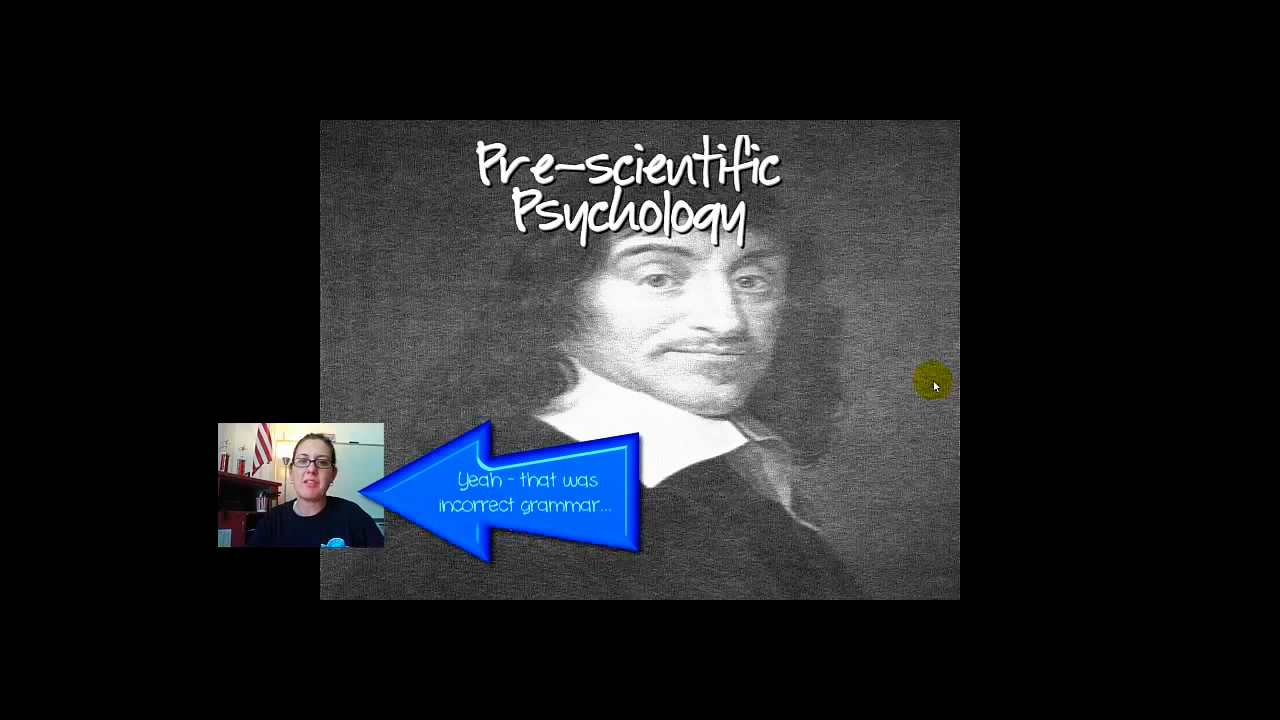 Pre-scientific
Psychology
Yeah - that was
incorrect grammar...